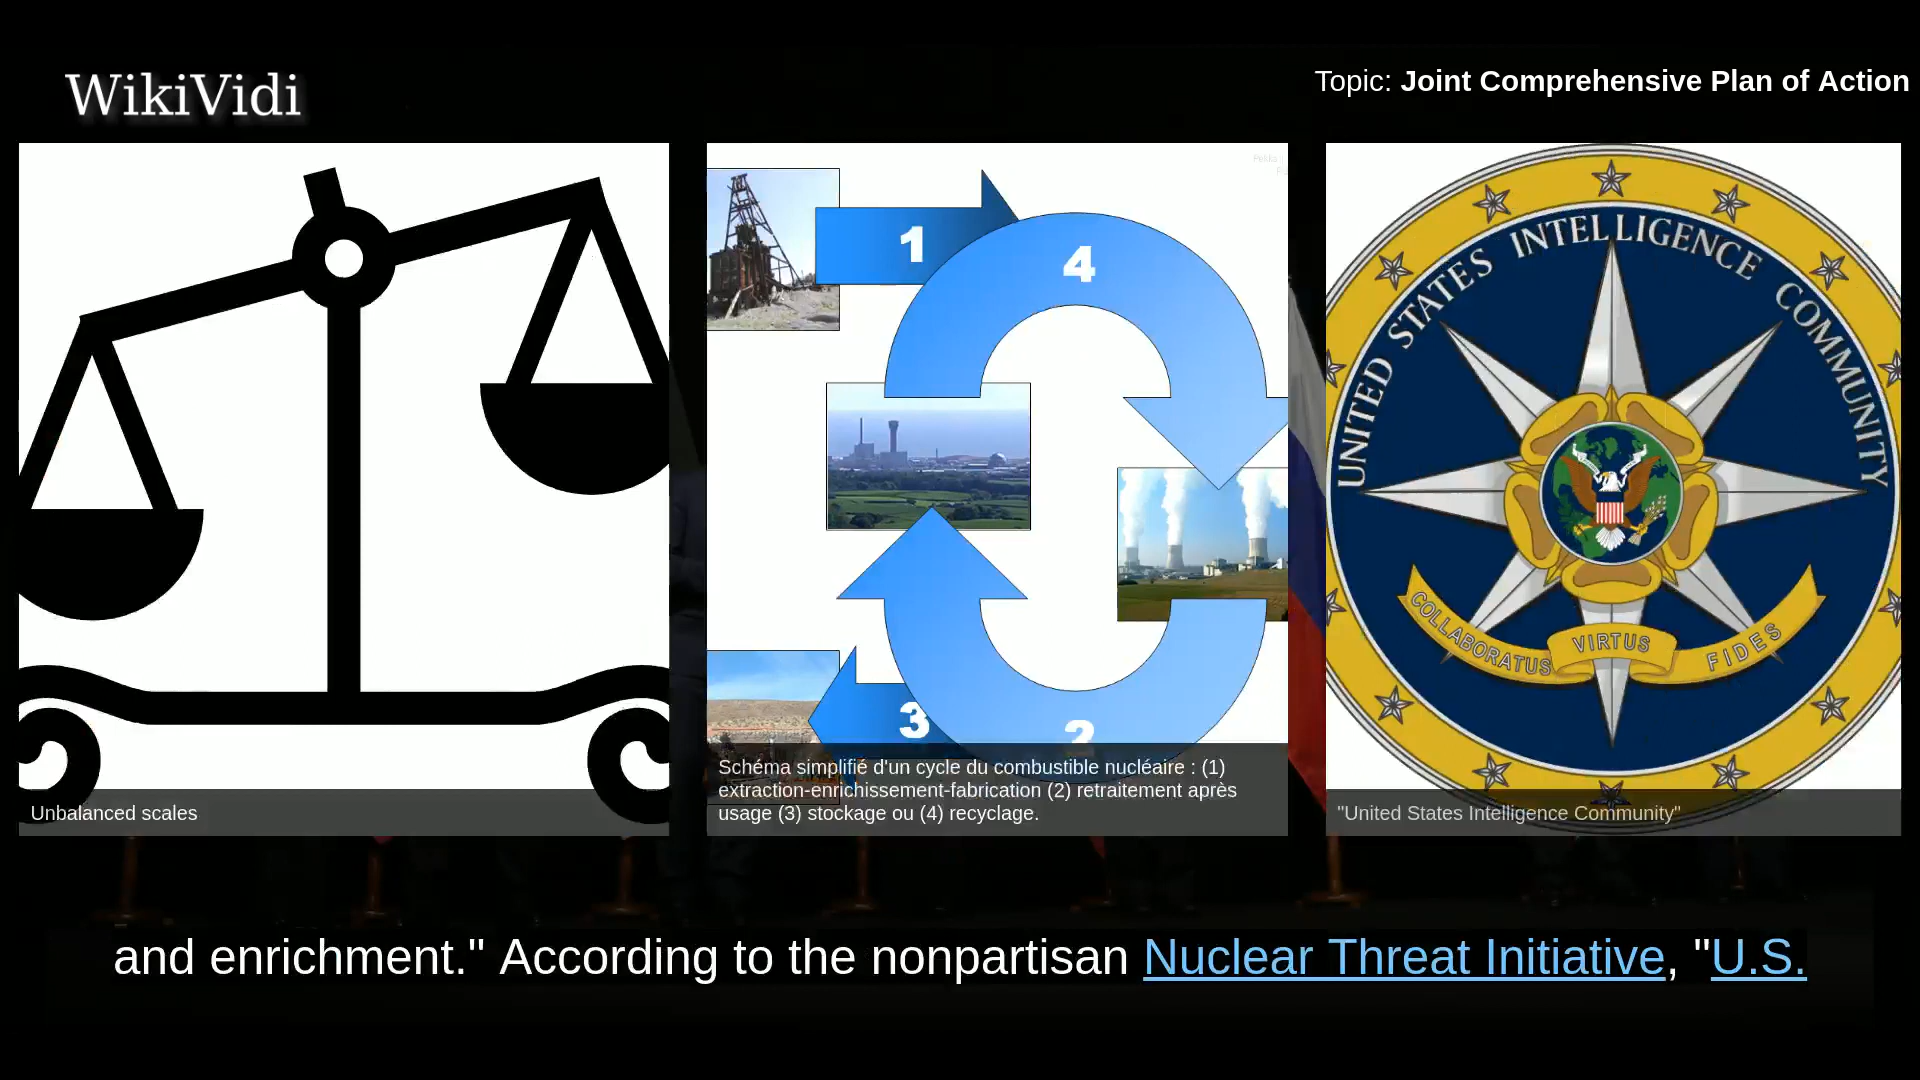 WikiVidi
Topic: Joint Comprehensive Plan of Action
1
4
3
2
Schéma simplifié d'un cycle du combustible nucléaire : (1)
extraction-enrichissement-fabrication (2) retraitement après
usage (3) stockage ou (4) recyclage.
Unbalanced scales
UNITED STATES INTELLIGENCE COMMUNITY
COLLABORATUS VIRTUS FIDES
"United States Intelligence Community"
and enrichment." According to the nonpartisan Nuclear Threat Initiative, "U.S.